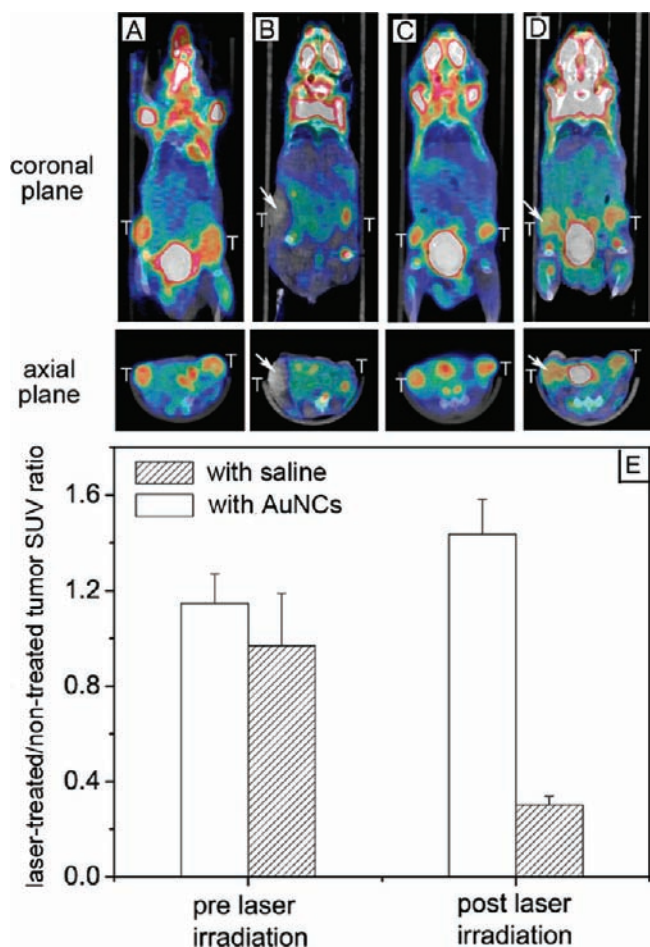 A B C D
coronal
plane
T T T T T T
axial
plane
T T T T T T
E
with saline
with AuNCs
laser-treated/non-treated tumor SUV ratio
1.6
1.2
0.8
0.4
0.0
pre laser
irradiation
post laser
irradiation